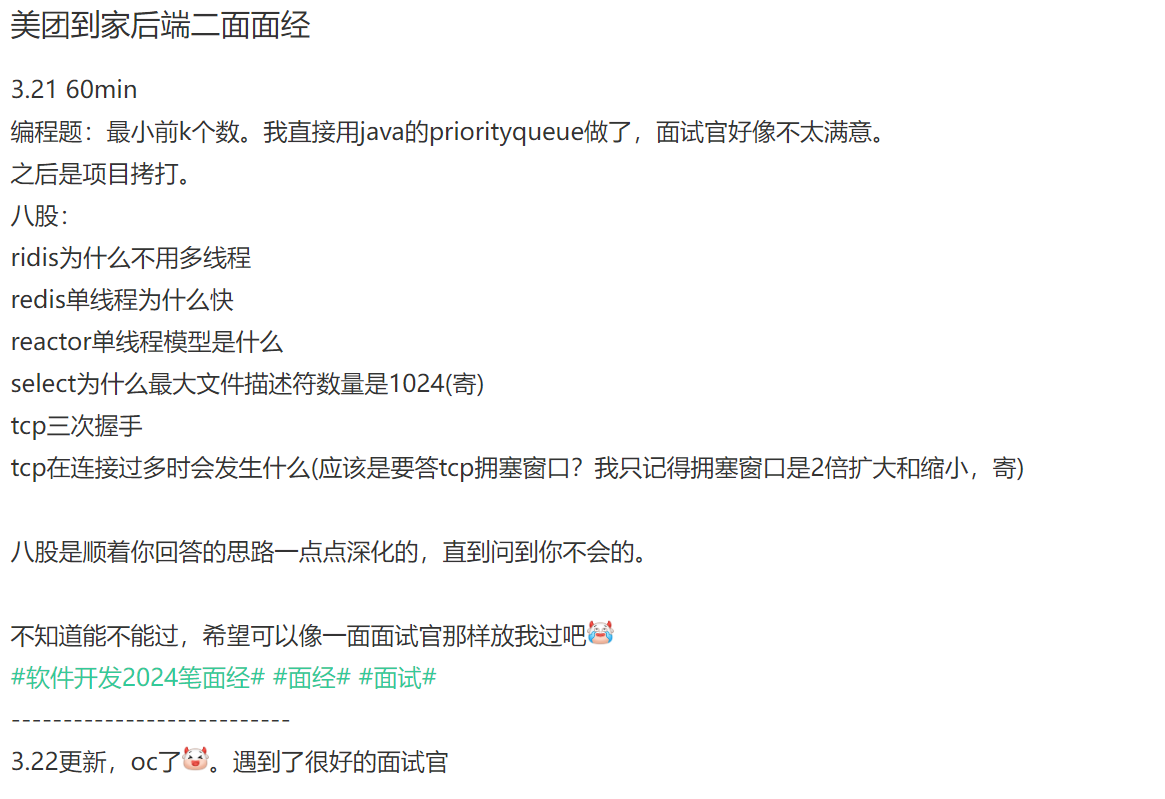 美团到家后端二面面经
3.21 60min
编程题：最小前k个数。我直接用java的priorityqueue做了，面试官好像不太满意。
之后是项目拷打。
八股：
ridis为什么不用多线程
redis单线程为什么快
reactor单线程模型是什么
select为什么最大文件描述符数量是1024(寄)
tcp三次握手
tcp在连接过多时会发生什么(应该是要答tcp拥塞窗口？我只记得拥塞窗口是2倍扩大和缩小，寄)
八股是顺着你回答的思路一点点深化的，直到问到你不会的。
不知道能不能过，希望可以像一面面试官那样放我过吧
#软件开发2024笔面经# #面经# #面试#
---------------------------
3.22更新，oc了。遇到了很好的面试官